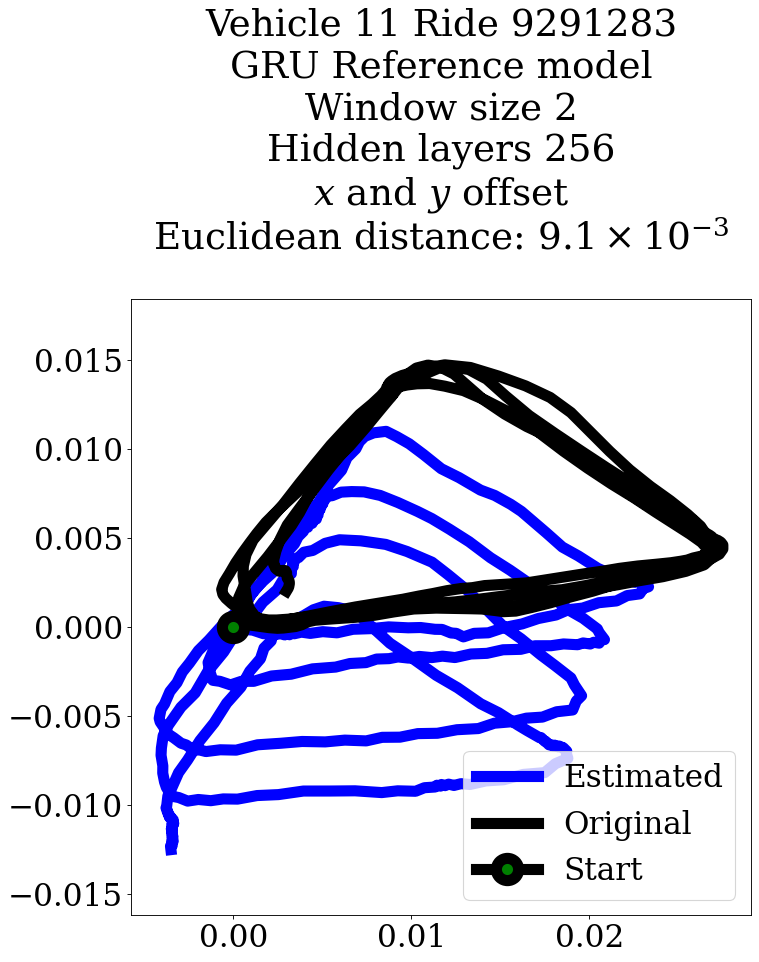 Vehicle 11 Ride 9291283
GRU Reference model
Window size 2
Hidden layers 256
x and y offset
Euclidean distance: 9.1 × 10⁻³
0.015
0.010
0.005
0.000
−0.005
−0.010
−0.015
0.00 0.01 0.02
Estimated
Original
Start